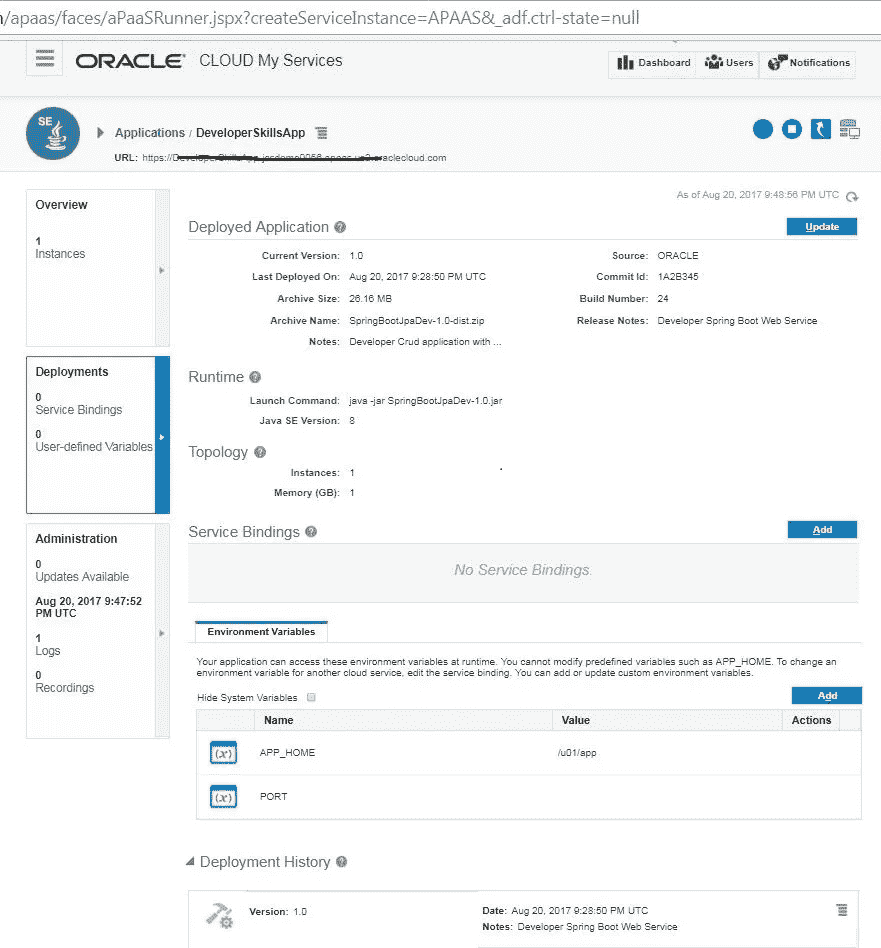 /apaas/faces/aPaaSRunner.jspx?createServiceInstance=APAAS&_adf.ctrl-state=null
ORACLE® CLOUD My Services
Dashboard
Users
Notifications
SE
Applications / DeveloperSkillsApp
URL: https://
oraclecloud.com
Overview
1
Instances
Deployments
0
Service Bindings
0
User-defined Variables
Administration
0
Updates Available
Aug 20, 2017 9:47:52
PM UTC
1
Logs
0
Recordings
As of Aug 20, 2017 9:48:56 PM UTC
Deployed Application
Update
Current Version: 1.0
Last Deployed On: Aug 20, 2017 9:28:50 PM UTC
Archive Size: 26.16 MB
Archive Name: SpringBootJpaDev-1.0-dist.zip
Notes: Developer Crud application with ...
Source: ORACLE
Commit Id: 1A2B345
Build Number: 24
Release Notes: Developer Spring Boot Web Service
Runtime
Launch Command: java -jar SpringBootJpaDev-1.0.jar
Java SE Version: 8
Topology
Instances: 1
Memory (GB): 1
Service Bindings
Add
No Service Bindings.
Environment Variables
Your application can access these environment variables at runtime. You cannot modify predefined variables such as APP_HOME. To change an
environment variable for another cloud service, edit the service binding. You can add or update custom environment variables.
Hide System Variables
Add
Name Value Actions
(x) APP_HOME /u01/app
(x) PORT
Deployment History
Version: 1.0
Date: Aug 20, 2017 9:28:50 PM UTC
Notes: Developer Spring Boot Web Service